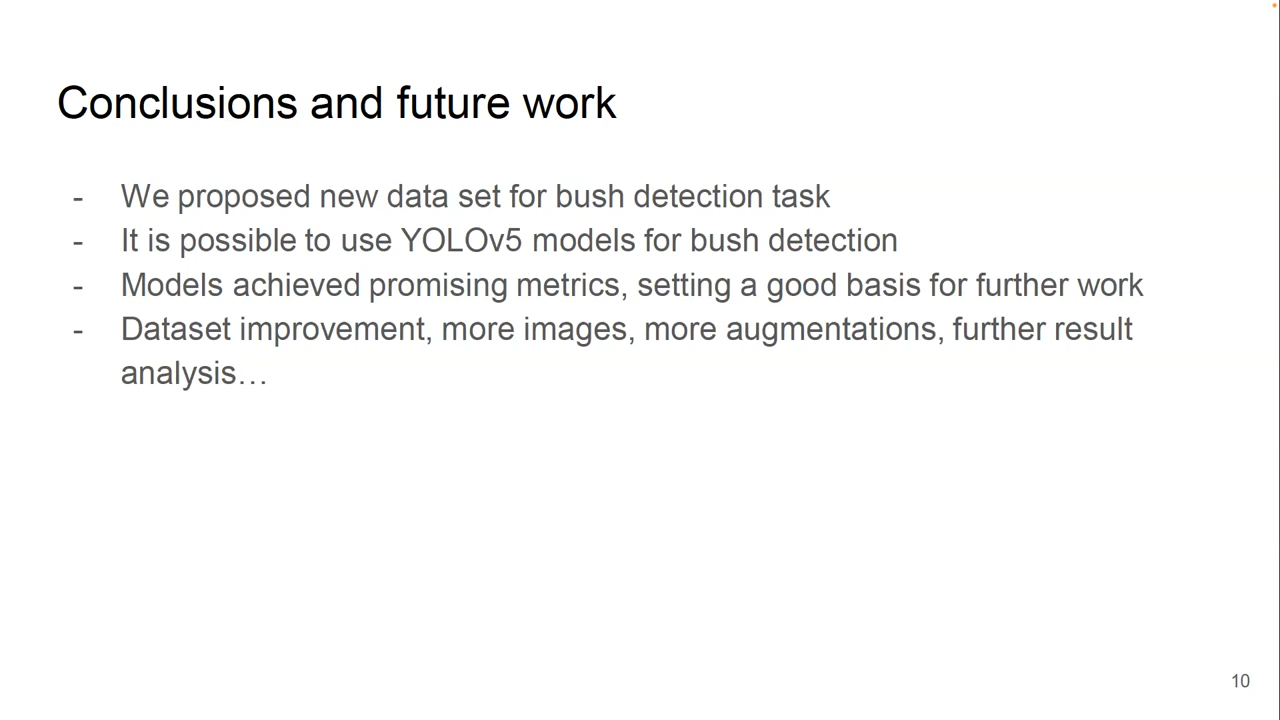 Conclusions and future work
- We proposed new data set for bush detection task
- It is possible to use YOLOv5 models for bush detection
- Models achieved promising metrics, setting a good basis for further work
- Dataset improvement, more images, more augmentations, further result
analysis…
10